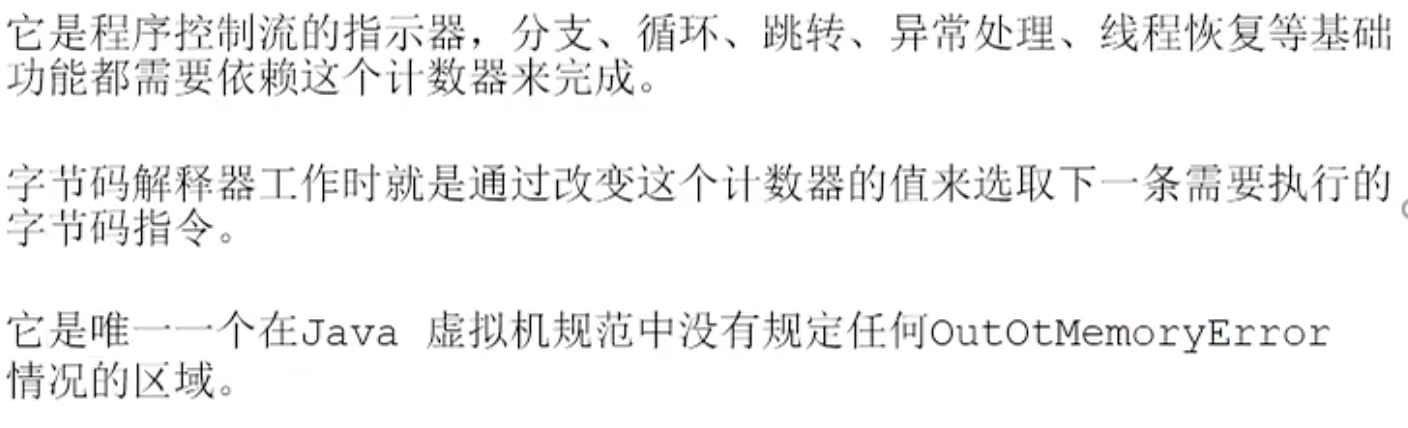 它是程序控制流的指示器，分支、循环、跳转、异常处理、线程恢复等基础
功能都需要依赖这个计数器来完成。
字节码解释器工作时就是通过改变这个计数器的值来选取下一条需要执行的
字节码指令。
它是唯一一个在Java 虚拟机规范中没有规定任何OutOtMemoryError
情况的区域。